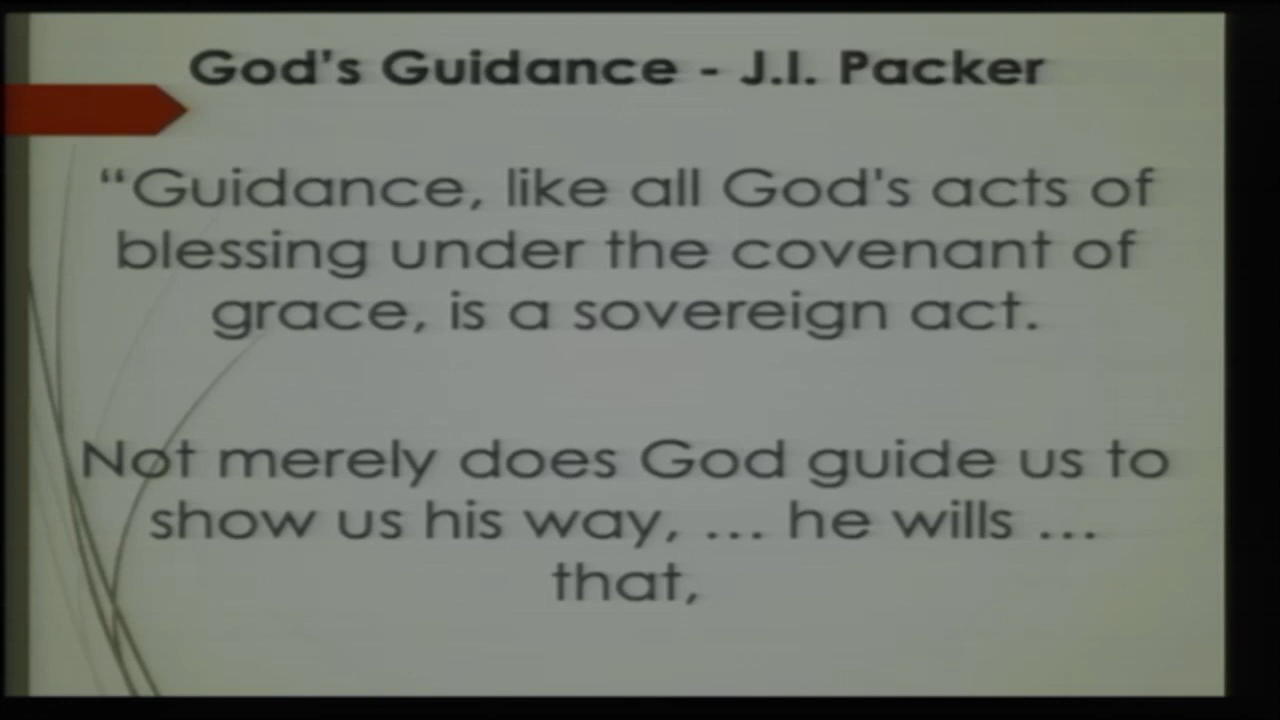 God's Guidance - J.I. Packer
“Guidance, like all God's acts of
blessing under the covenant of
grace, is a sovereign act.
Not merely does God guide us to
show us his way, ... he wills ...
that,